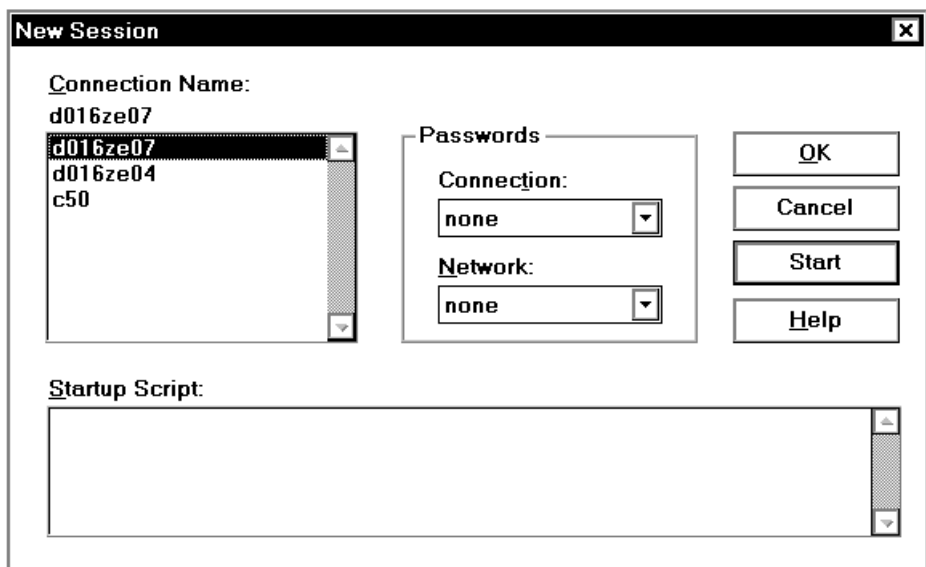 New Session
Connection Name:
d016ze07
d016ze07
d016ze04
c50
Passwords
Connection:
none
Network:
none
OK
Cancel
Start
Help
Startup Script: